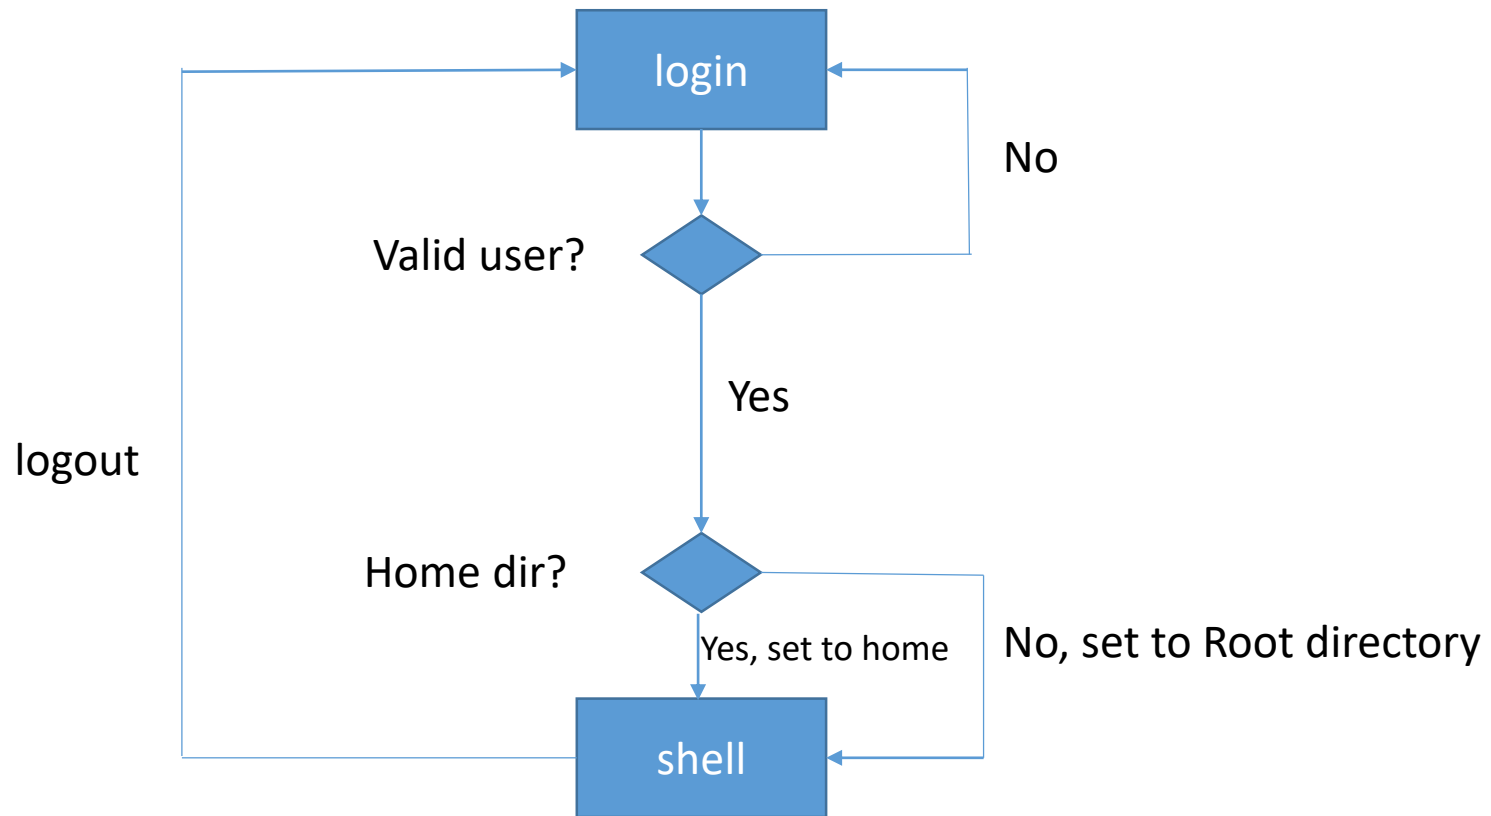 login
No
Valid user?
Yes
logout
Home dir?
Yes, set to home
No, set to Root directory
shell